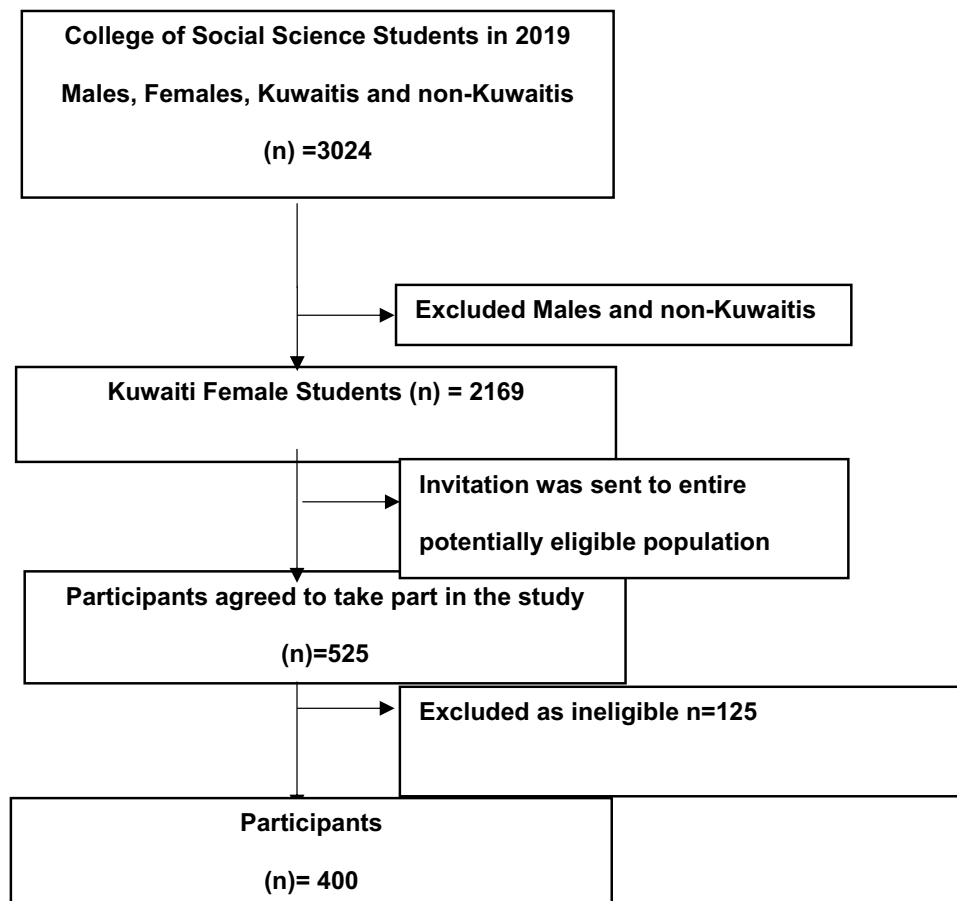 College of Social Science Students in 2019
Males, Females, Kuwaitis and non-Kuwaitis
(n) =3024
Excluded Males and non-Kuwaitis
Kuwaiti Female Students (n) = 2169
Invitation was sent to entire
potentially eligible population
Participants agreed to take part in the study
(n)=525
Excluded as ineligible n=125
Participants
(n)= 400